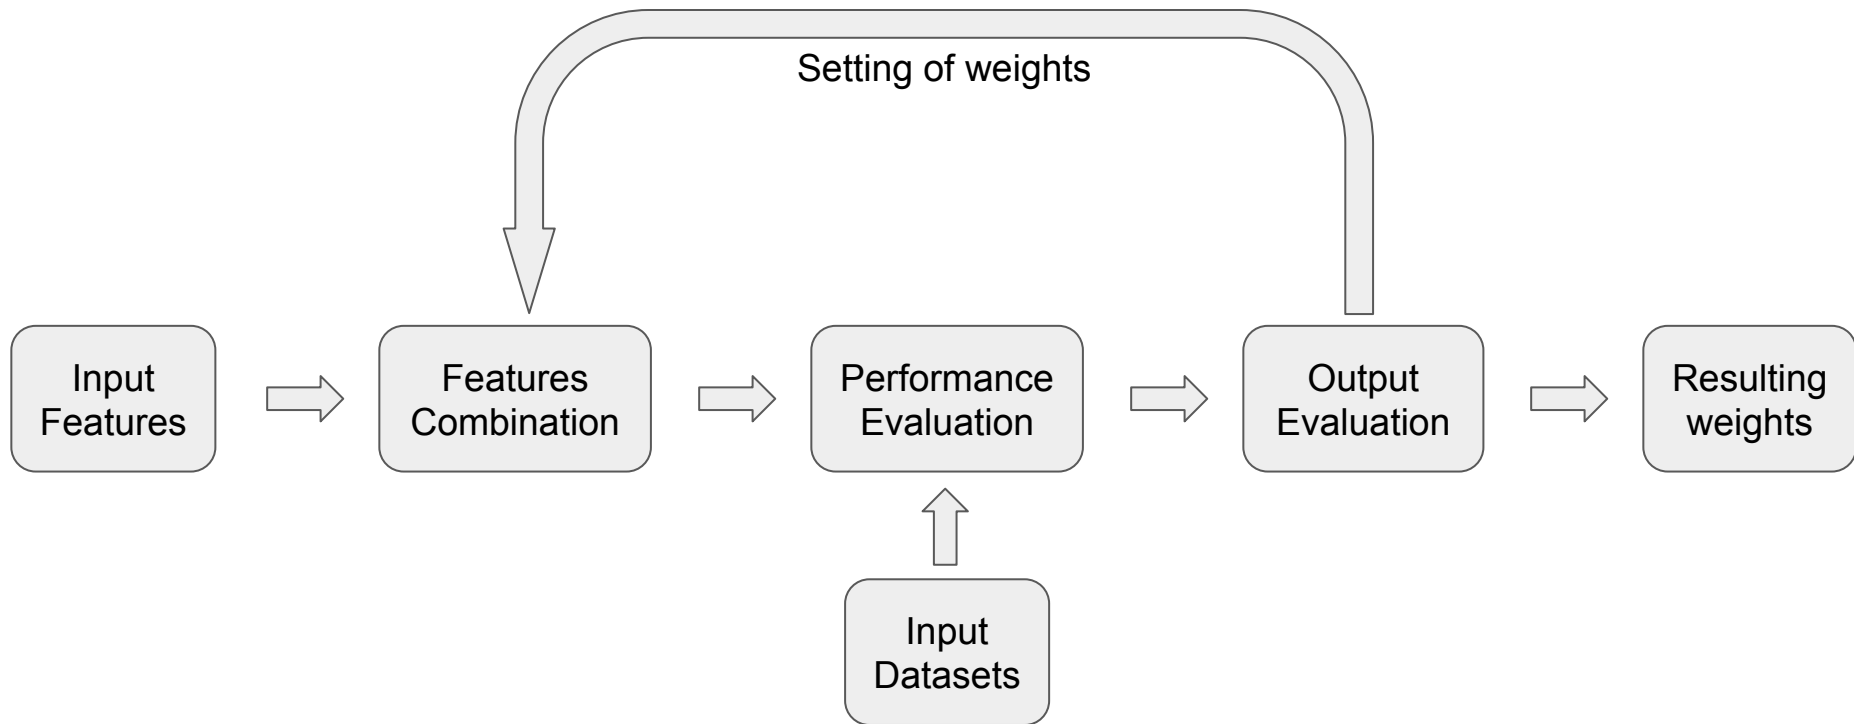 Setting of weights
Input
Features
Features
Combination
Performance
Evaluation
Output
Evaluation
Resulting
weights
Input
Datasets